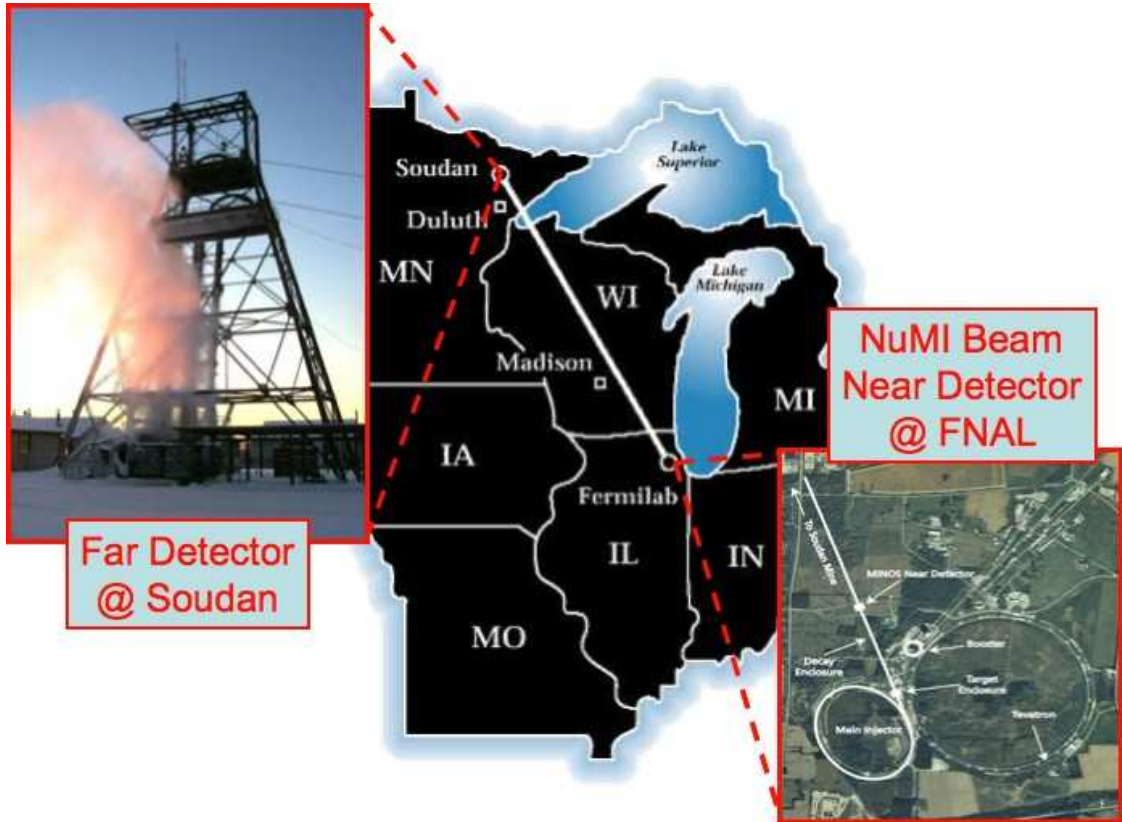 Soudan
Duluth
MN
Lake
Superior
Lake
Michigan
WI
Madison
MI
IA
Fermilab
IL
IN
MO
Far Detector
@ Soudan
NuMI Beam
Near Detector
@ FNAL
To Soudan Mine
MINOS Near Detector
Decay
Enclosure
Booster
Target
Enclosure
Tevatron
Main Injector